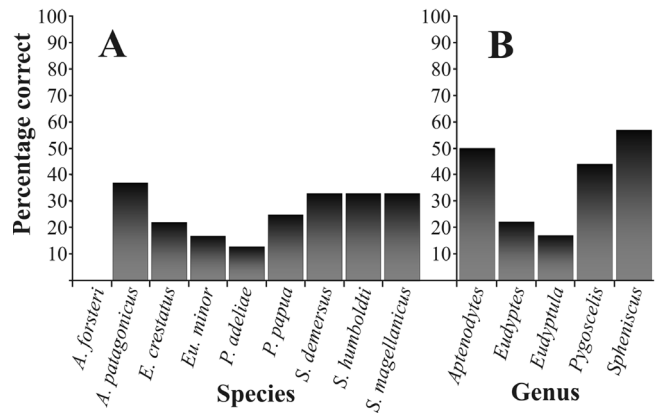 A
Percentage correct
100
90
80
70
60
50
40
30
20
10
A. forsteri
A. patagonicus
E. crestatus
Eu. minor
P. adeliae
P. papua
S. demersus
S. humboldti
S. magellanicus
Species
B
100
90
80
70
60
50
40
30
20
10
Aptenodytes
Eudyptes
Eudyptula
Pygoscelis
Spheniscus
Genus